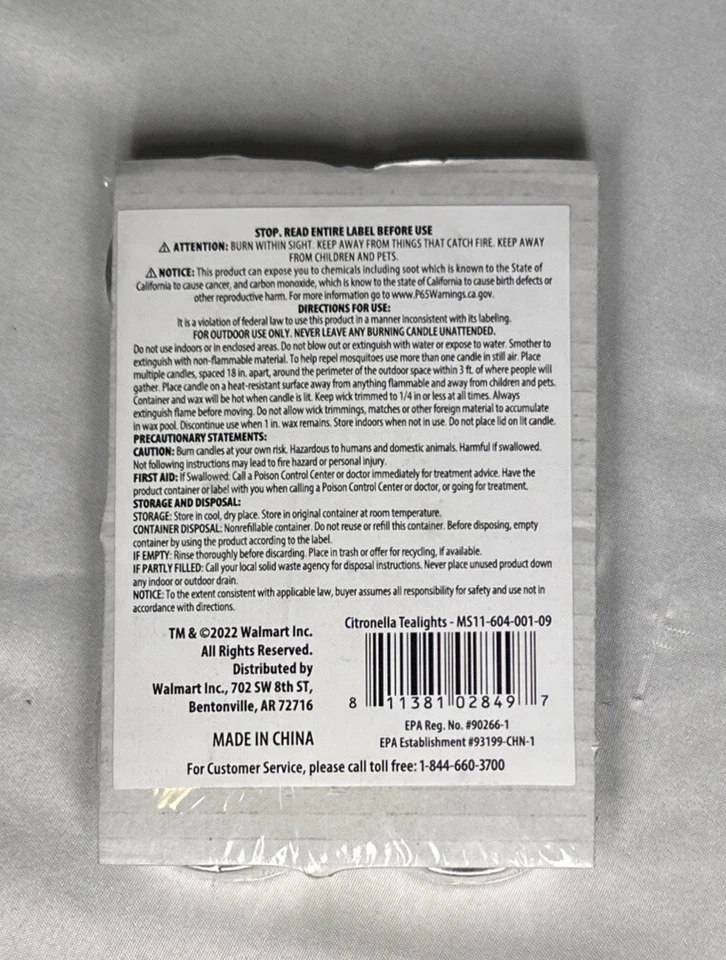 STOP. READ ENTIRE LABEL BEFORE USE
⚠ ATTENTION: BURN WITHIN SIGHT. KEEP AWAY FROM THINGS THAT CATCH FIRE. KEEP AWAY
FROM CHILDREN AND PETS.
⚠ NOTICE: This product can expose you to chemicals including soot which is known to the State of
California to cause cancer, and carbon monoxide, which is know to the state of California to cause birth defects or
other reproductive harm. For more information go to www.P65Warnings.ca.gov.
DIRECTIONS FOR USE:
It is a violation of federal law to use this product in a manner inconsistent with its labeling.
FOR OUTDOOR USE ONLY. NEVER LEAVE ANY BURNING CANDLE UNATTENDED.
Do not use indoors or in enclosed areas. Do not blow out or extinguish with water or expose to water. Smother to
extinguish with non-flammable material. To help repel mosquitoes use more than one candle in still air. Place
multiple candles, spaced 18 in. apart, around the perimeter of the outdoor space within 3 ft. of where people will
gather. Place candle on a heat-resistant surface away from anything flammable and away from children and pets.
Container and wax will be hot when candle is lit. Keep wick trimmed to 1/4 in or less at all times. Always
extinguish flame before moving. Do not allow wick trimmings, matches or other foreign material to accumulate
in wax pool. Discontinue use when 1 in. wax remains. Store indoors when not in use. Do not place lid on lit candle.
PRECAUTIONARY STATEMENTS:
CAUTION: Burn candles at your own risk. Hazardous to humans and domestic animals. Harmful if swallowed.
Not following instructions may lead to fire hazard or personal injury.
FIRST AID: If Swallowed: Call a Poison Control Center or doctor immediately for treatment advice. Have the
product container or label with you when calling a Poison Control Center or doctor, or going for treatment.
STORAGE AND DISPOSAL:
STORAGE: Store in cool, dry place. Store in original container at room temperature.
CONTAINER DISPOSAL: Nonrefillable container. Do not reuse or refill this container. Before disposing, empty
container by using the product according to the label.
IF EMPTY: Rinse thoroughly before discarding. Place in trash or offer for recycling, if available.
IF PARTLY FILLED: Call your local solid waste agency for disposal instructions. Never place unused product down
any indoor or outdoor drain.
NOTICE: To the extent consistent with applicable law, buyer assumes all responsibility for safety and use not in
accordance with directions.
TM & ©2022 Walmart Inc.
All Rights Reserved.
Distributed by
Walmart Inc., 702 SW 8th ST,
Bentonville, AR 72716
MADE IN CHINA
Citronella Tealights - MS11-604-001-09
8 11381 02849 7
EPA Reg. No. #90266-1
EPA Establishment #93199-CHN-1
For Customer Service, please call toll free: 1-844-660-3700